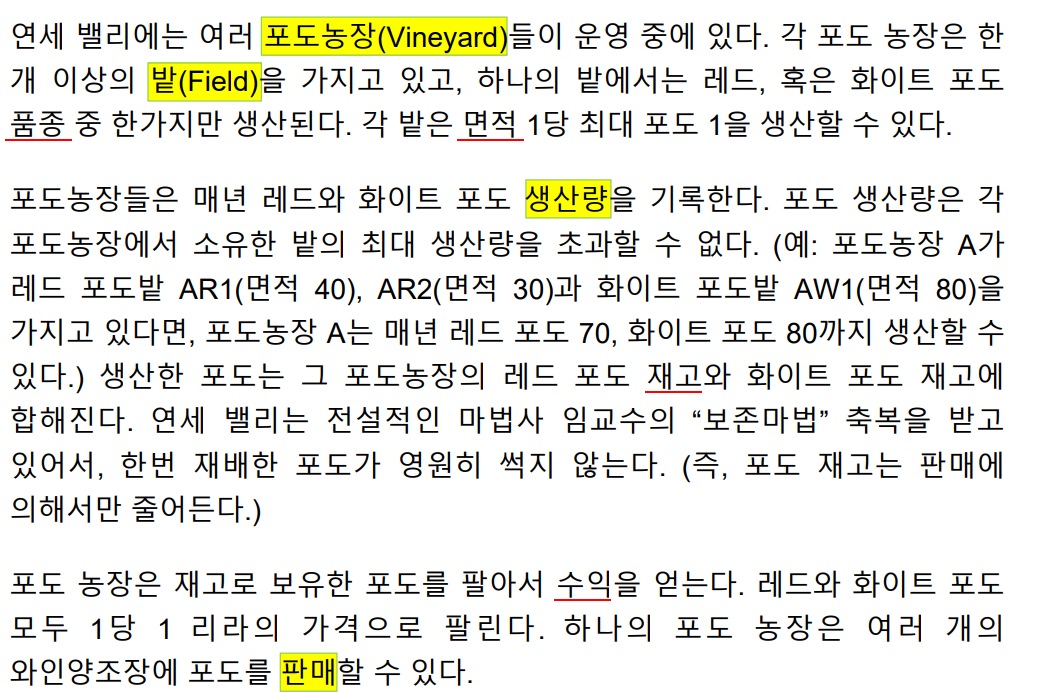 연세 밸리에는 여러 포도농장(Vineyard)들이 운영 중에 있다. 각 포도 농장은 한
개 이상의 밭(Field)을 가지고 있고, 하나의 밭에서는 레드, 혹은 화이트 포도
품종 중 한가지만 생산된다. 각 밭은 면적 1당 최대 포도 1을 생산할 수 있다.
포도농장들은 매년 레드와 화이트 포도 생산량을 기록한다. 포도 생산량은 각
포도농장에서 소유한 밭의 최대 생산량을 초과할 수 없다. (예: 포도농장 A가
레드 포도밭 AR1(면적 40), AR2(면적 30)과 화이트 포도밭 AW1(면적 80)을
가지고 있다면, 포도농장 A는 매년 레드 포도 70, 화이트 포도 80까지 생산할 수
있다.) 생산한 포도는 그 포도농장의 레드 포도 재고와 화이트 포도 재고에
합해진다. 연세 밸리는 전설적인 마법사 임교수의 “보존마법” 축복을 받고
있어서, 한번 재배한 포도가 영원히 썩지 않는다. (즉, 포도 재고는 판매에
의해서만 줄어든다.)
포도 농장은 재고로 보유한 포도를 팔아서 수익을 얻는다. 레드와 화이트 포도
모두 1당 1 리라의 가격으로 팔린다. 하나의 포도 농장은 여러 개의
와인양조장에 포도를 판매할 수 있다.